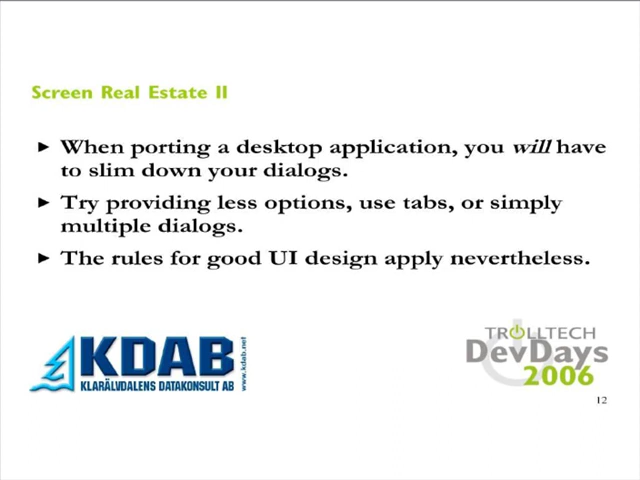 Screen Real Estate II
► When porting a desktop application, you will have
to slim down your dialogs.
► Try providing less options, use tabs, or simply
multiple dialogs.
► The rules for good UI design apply nevertheless.
KDAB
KLARÄLVDALENS DATAKONSULT AB
www.kdab.net
TROLLTECH
DevDays
2006
12